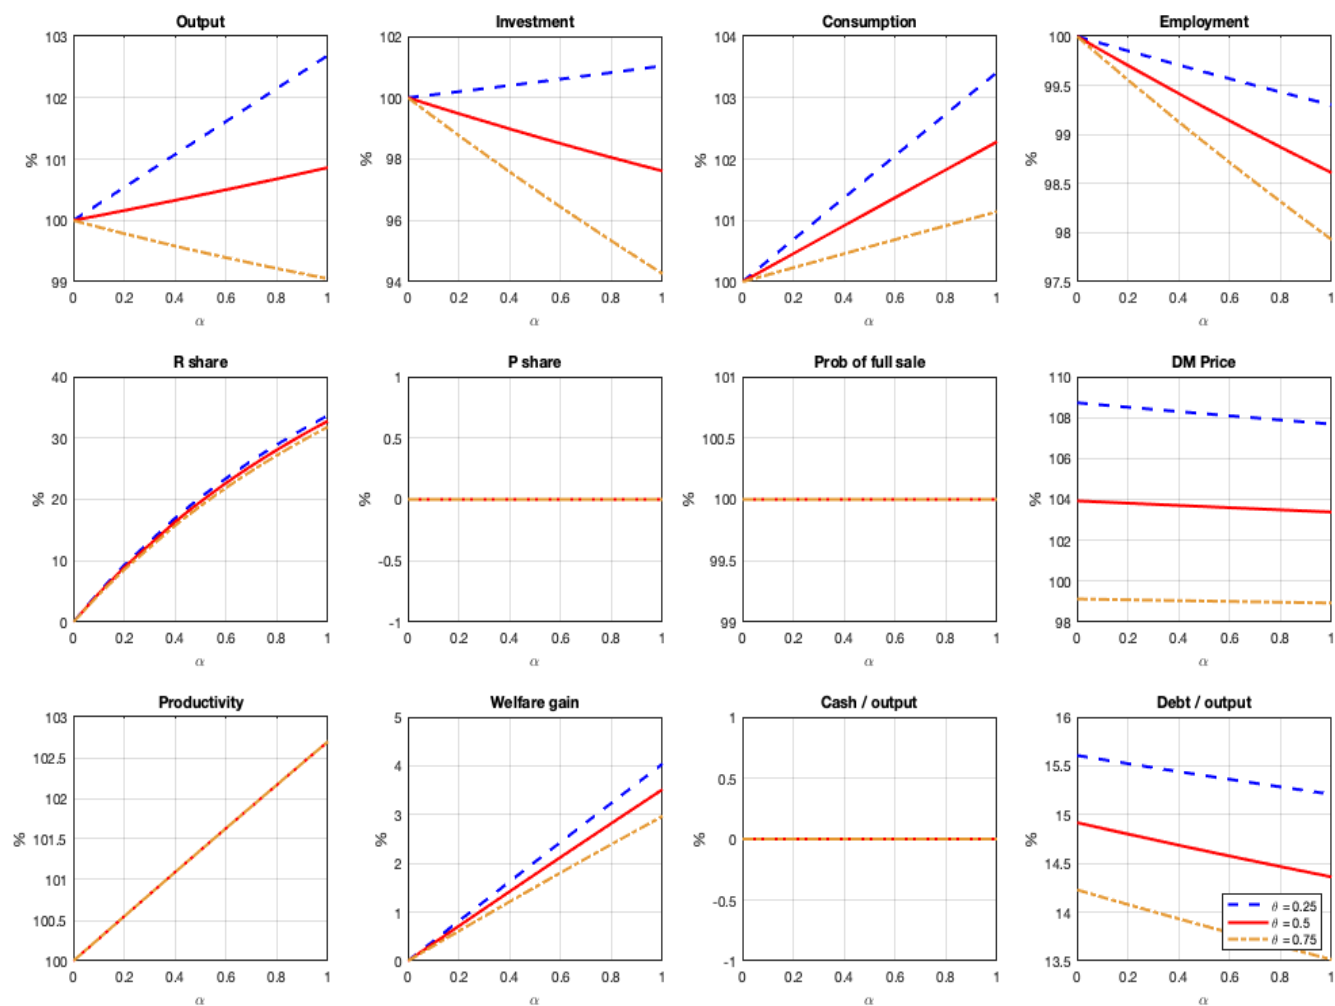 Output
103
102
101
100
99
%
0 0.2 0.4 0.6 0.8 1
α
Investment
102
100
98
96
94
%
0 0.2 0.4 0.6 0.8 1
α
Consumption
104
103
102
101
100
%
0 0.2 0.4 0.6 0.8 1
α
Employment
100
99.5
99
98.5
98
97.5
%
0 0.2 0.4 0.6 0.8 1
α
R share
40
30
20
10
0
%
0 0.2 0.4 0.6 0.8 1
α
P share
1
0.5
0
-0.5
-1
%
0 0.2 0.4 0.6 0.8 1
α
Prob of full sale
101
100.5
100
99.5
99
%
0 0.2 0.4 0.6 0.8 1
α
DM Price
110
108
106
104
102
100
98
%
0 0.2 0.4 0.6 0.8 1
α
Productivity
103
102.5
102
101.5
101
100.5
100
%
0 0.2 0.4 0.6 0.8 1
α
Welfare gain
5
4
3
2
1
0
%
0 0.2 0.4 0.6 0.8 1
α
Cash / output
1
0.5
0
-0.5
-1
%
0 0.2 0.4 0.6 0.8 1
α
Debt / output
16
15.5
15
14.5
14
13.5
%
0 0.2 0.4 0.6 0.8 1
α
θ = 0.25
θ = 0.5
θ = 0.75